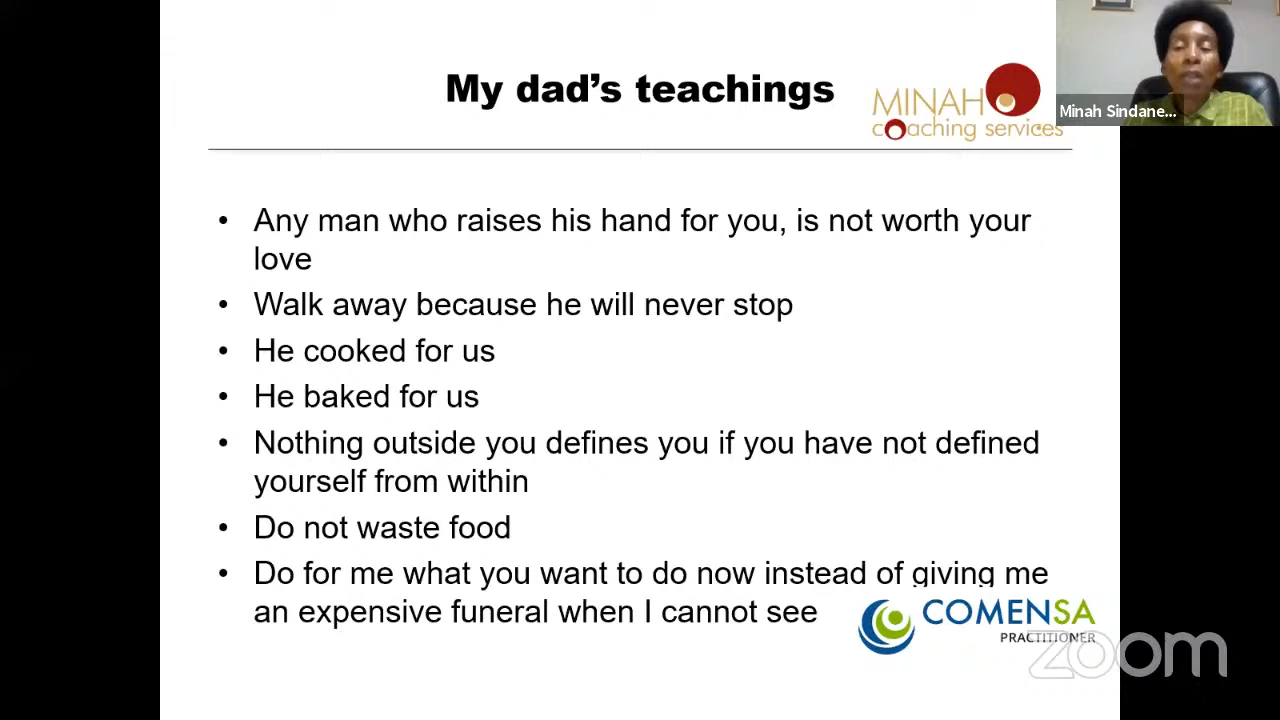 My dad’s teachings
MINAH
coaching services
Minah Sindane...
• Any man who raises his hand for you, is not worth your
love
• Walk away because he will never stop
• He cooked for us
• He baked for us
• Nothing outside you defines you if you have not defined
yourself from within
• Do not waste food
• Do for me what you want to do now instead of giving me
an expensive funeral when I cannot see
COMENSA
PRACTITIONER
zoom